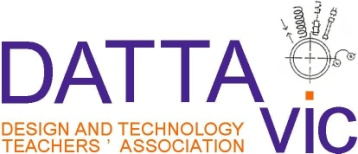 DATTA
vic
DESIGN AND TECHNOLOGY
TEACHERS ' ASSOCIATION